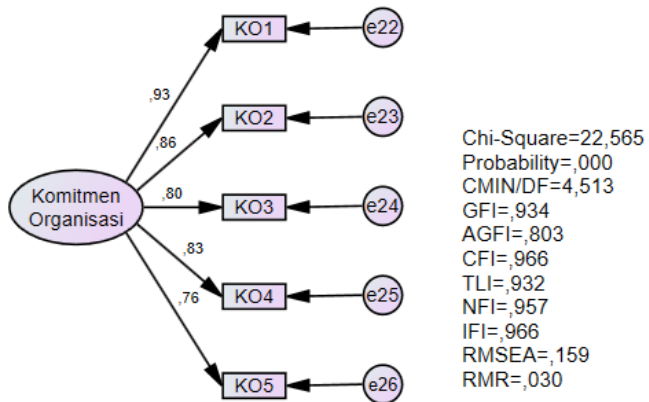 KO1
e22
,93
KO2
e23
,86
Komitmen
Organisasi
,80
KO3
e24
,83
KO4
e25
,76
KO5
e26
Chi-Square=22,565
Probability=,000
CMIN/DF=4,513
GFI=,934
AGFI=,803
CFI=,966
TLI=,932
NFI=,957
IFI=,966
RMSEA=,159
RMR=,030